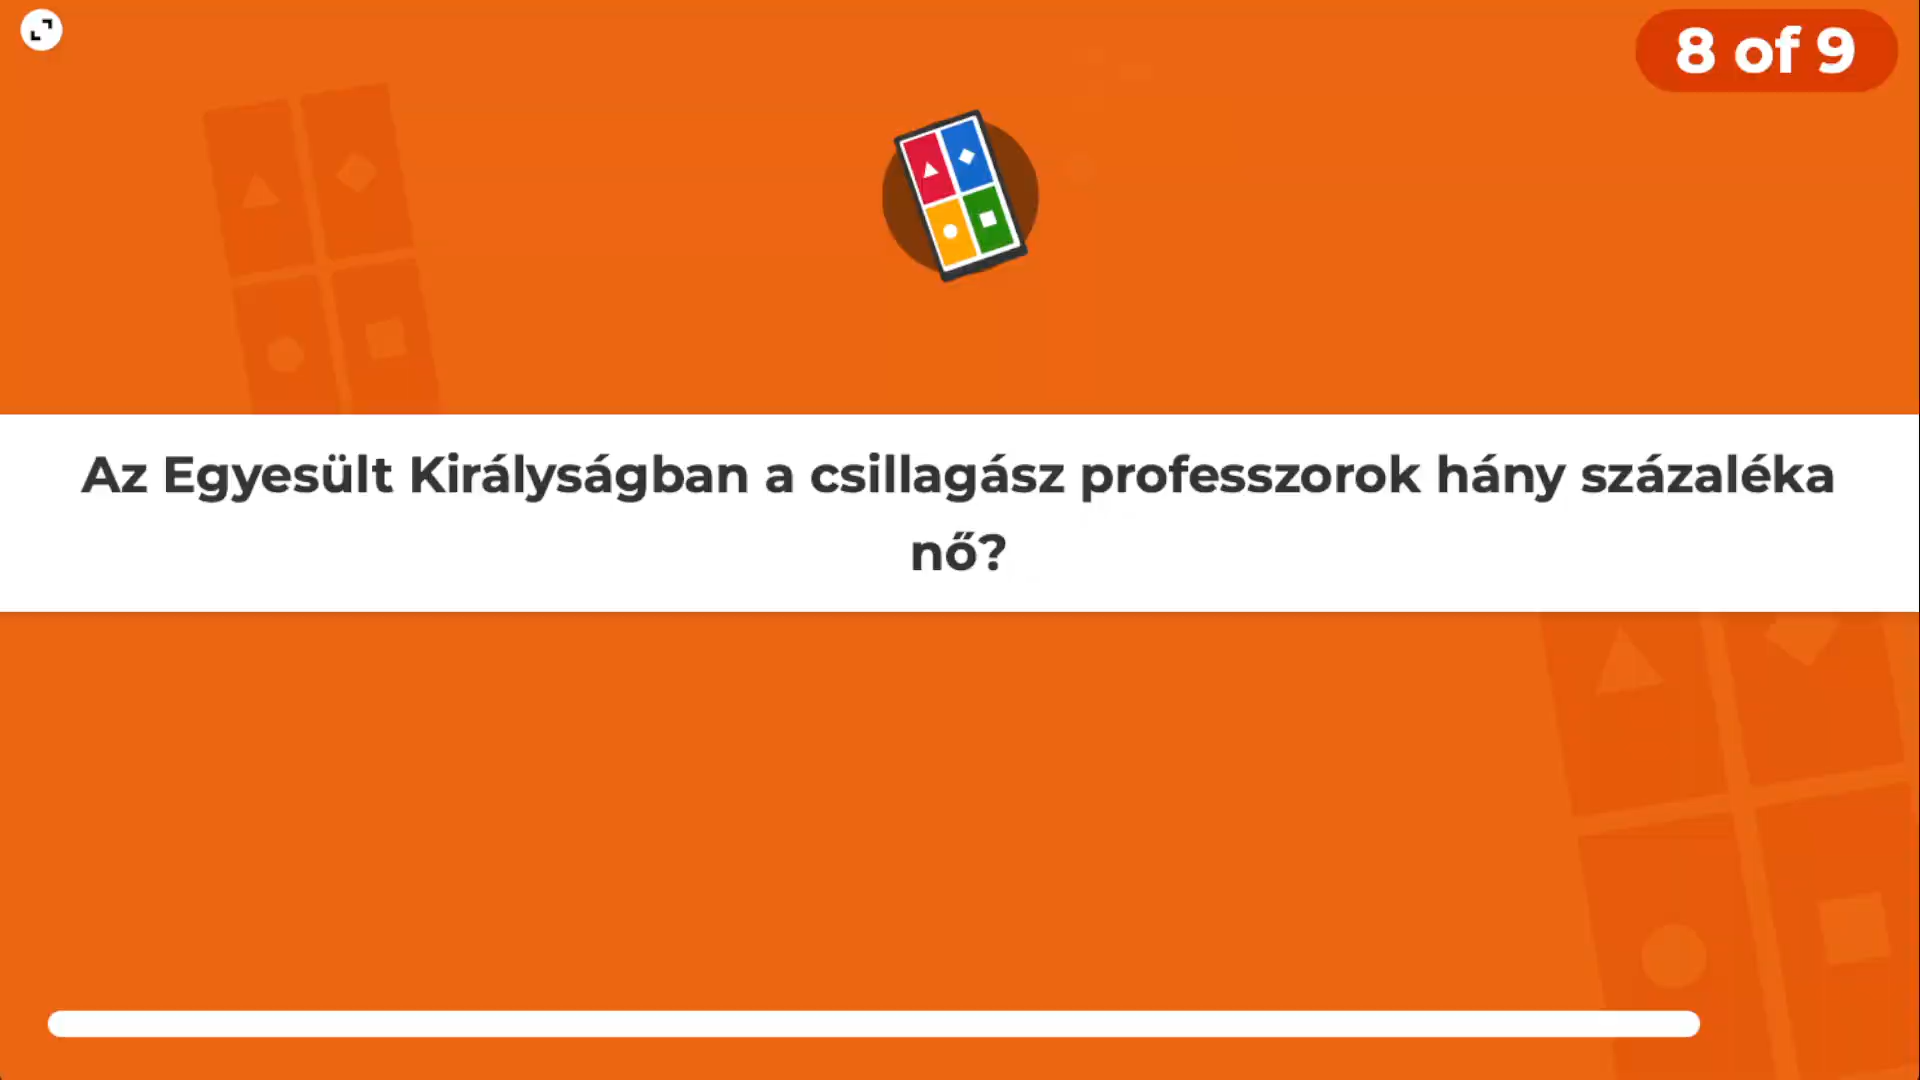 8 of 9
Az Egyesült Királyságban a csillagász professzorok hány százaléka
nő?